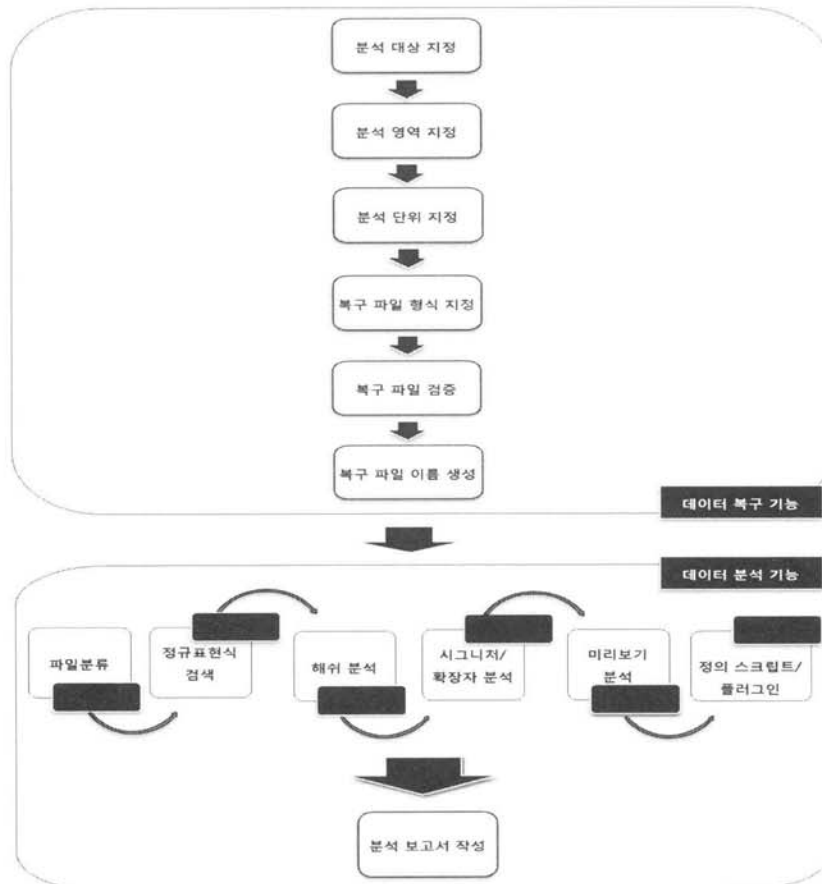 분석 대상 지정
분석 영역 지정
분석 단위 지정
복구 파일 형식 지정
복구 파일 검증
복구 파일 이름 생성
데이터 복구 기능
데이터 분석 기능
파일분류
정규표현식
검색
해쉬 분석
시그니처/
확장자 분석
미리보기
분석
정의 스크립트/
플러그인
분석 보고서 작성